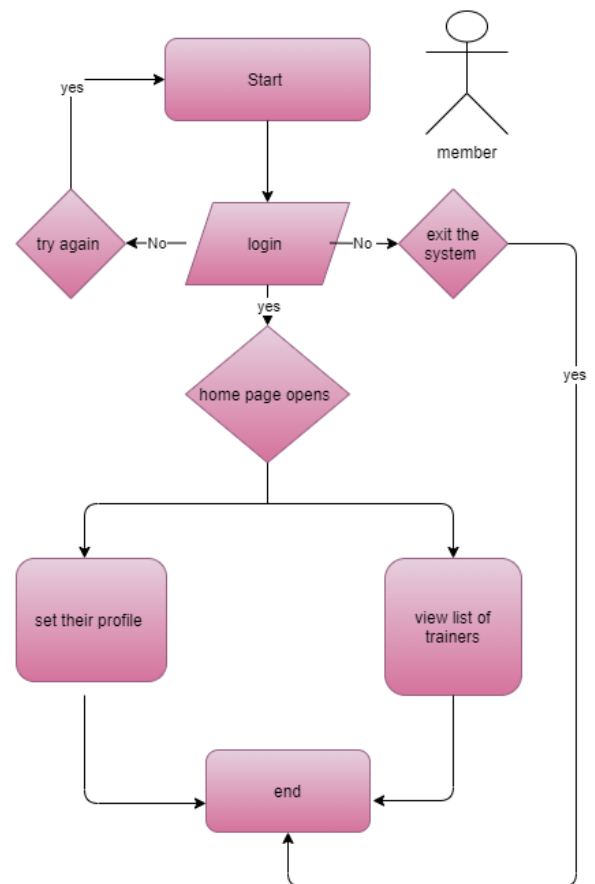 Start
yes
member
try again
No
login
No
exit the
system
yes
home page opens
yes
set their profile
view list of
trainers
end